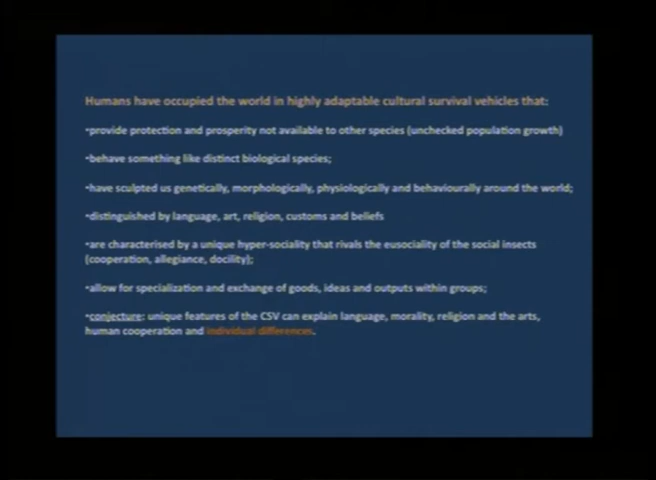 Humans have occupied the world in highly adaptable cultural survival vehicles that:
•provide protection and prosperity not available to other species (unchecked population growth)
•behave something like distinct biological species;
•have sculpted us genetically, morphologically, physiologically and behaviourally around the world;
•distinguished by language, art, religion, customs and beliefs
•are characterised by a unique hyper-sociality that rivals the eusociality of the social insects
(cooperation, allegiance, docility);
•allow for specialization and exchange of goods, ideas and outputs within groups;
•conjecture: unique features of the CSV can explain language, morality, religion and the arts,
human cooperation and individual differences.